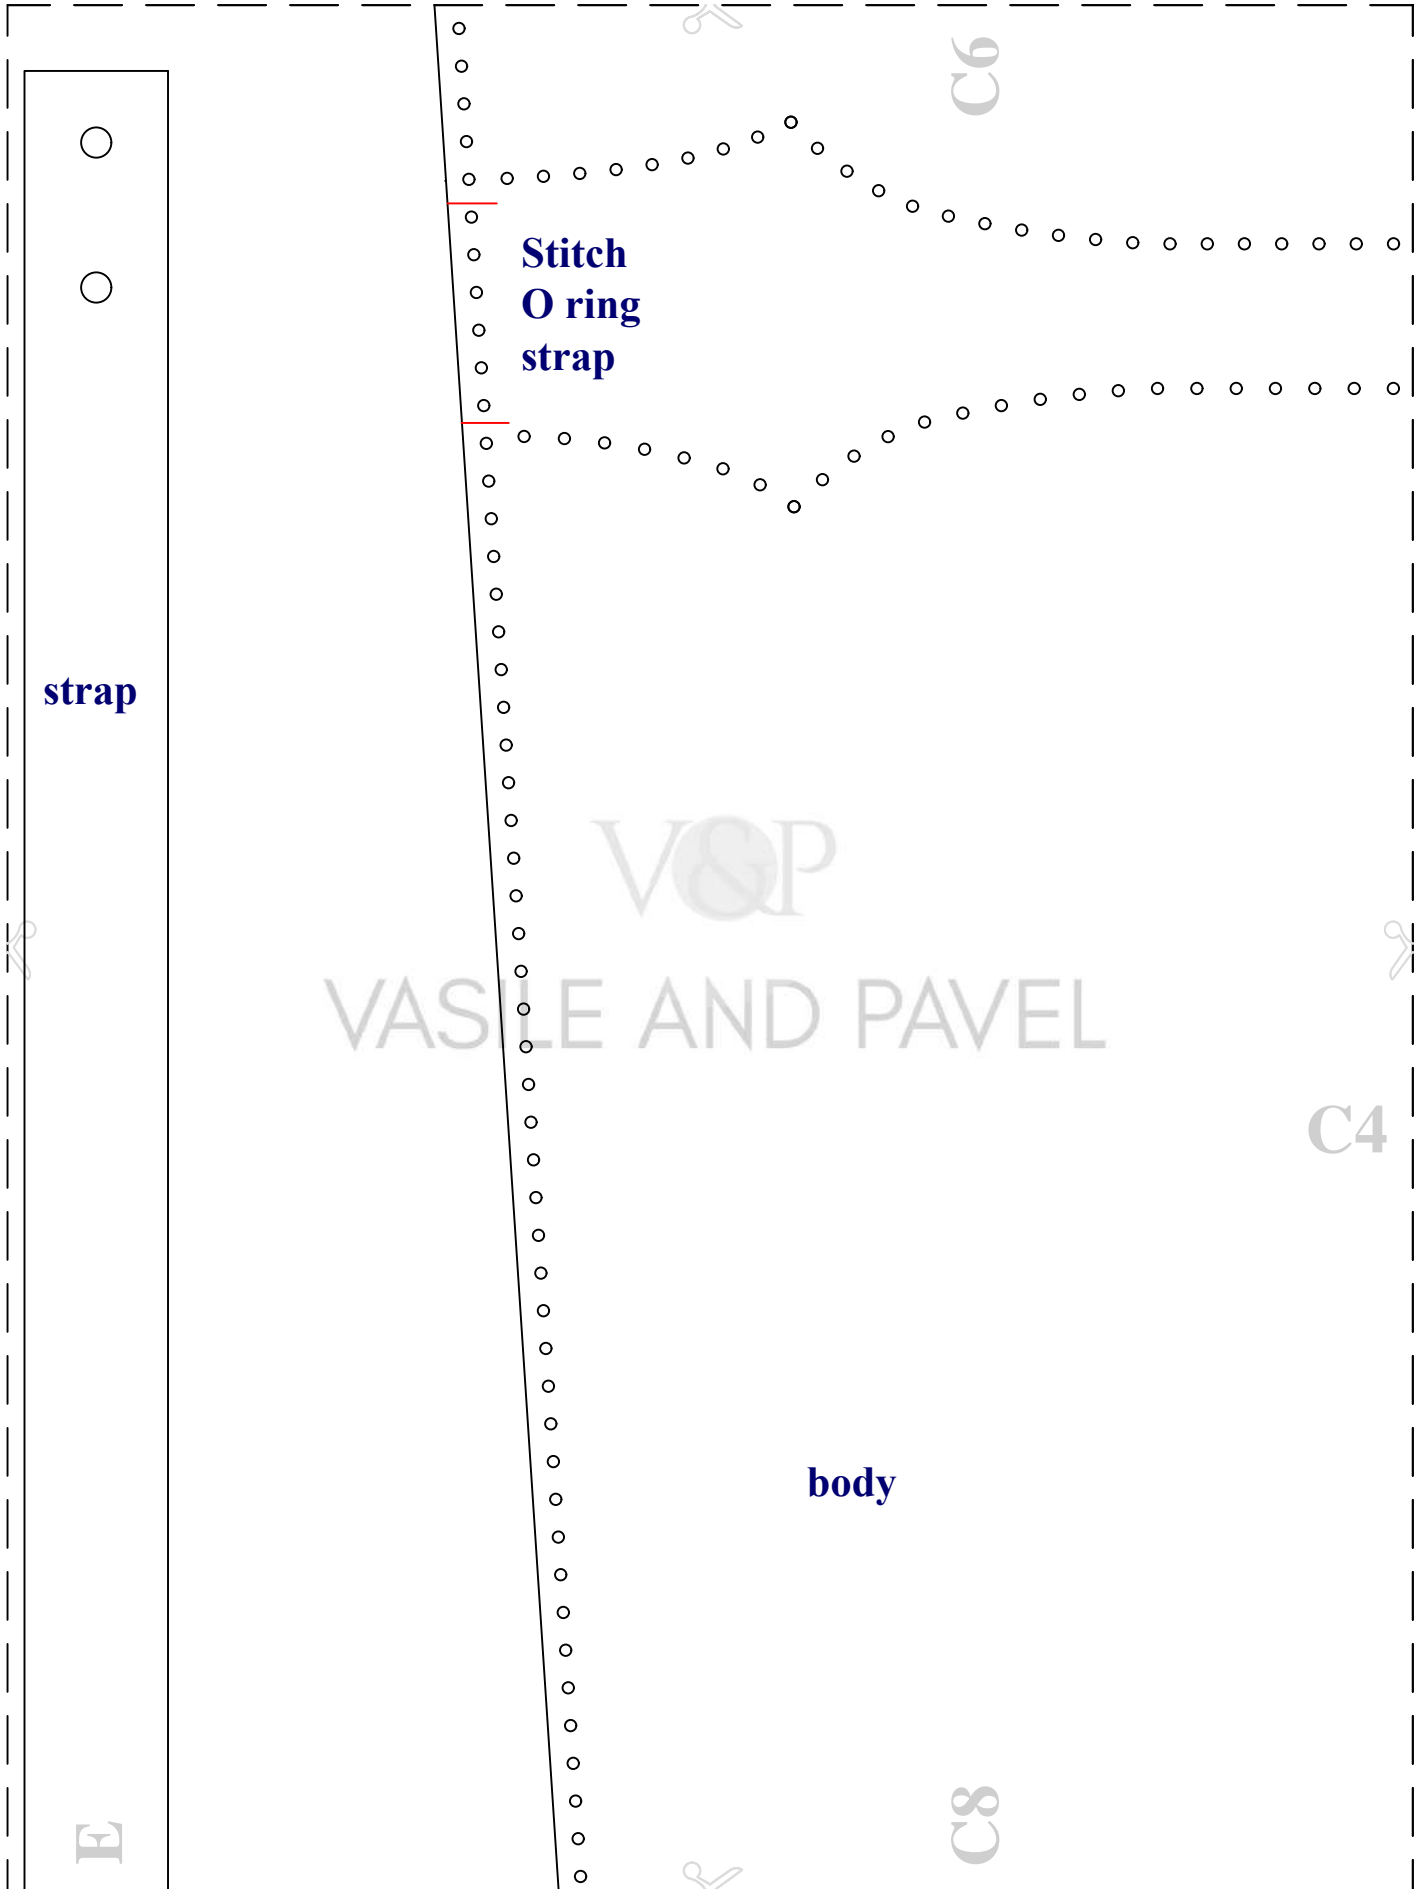 C6
Stitch
O ring
strap
strap
V&P
VASILE AND PAVEL
C4
body
E
C8